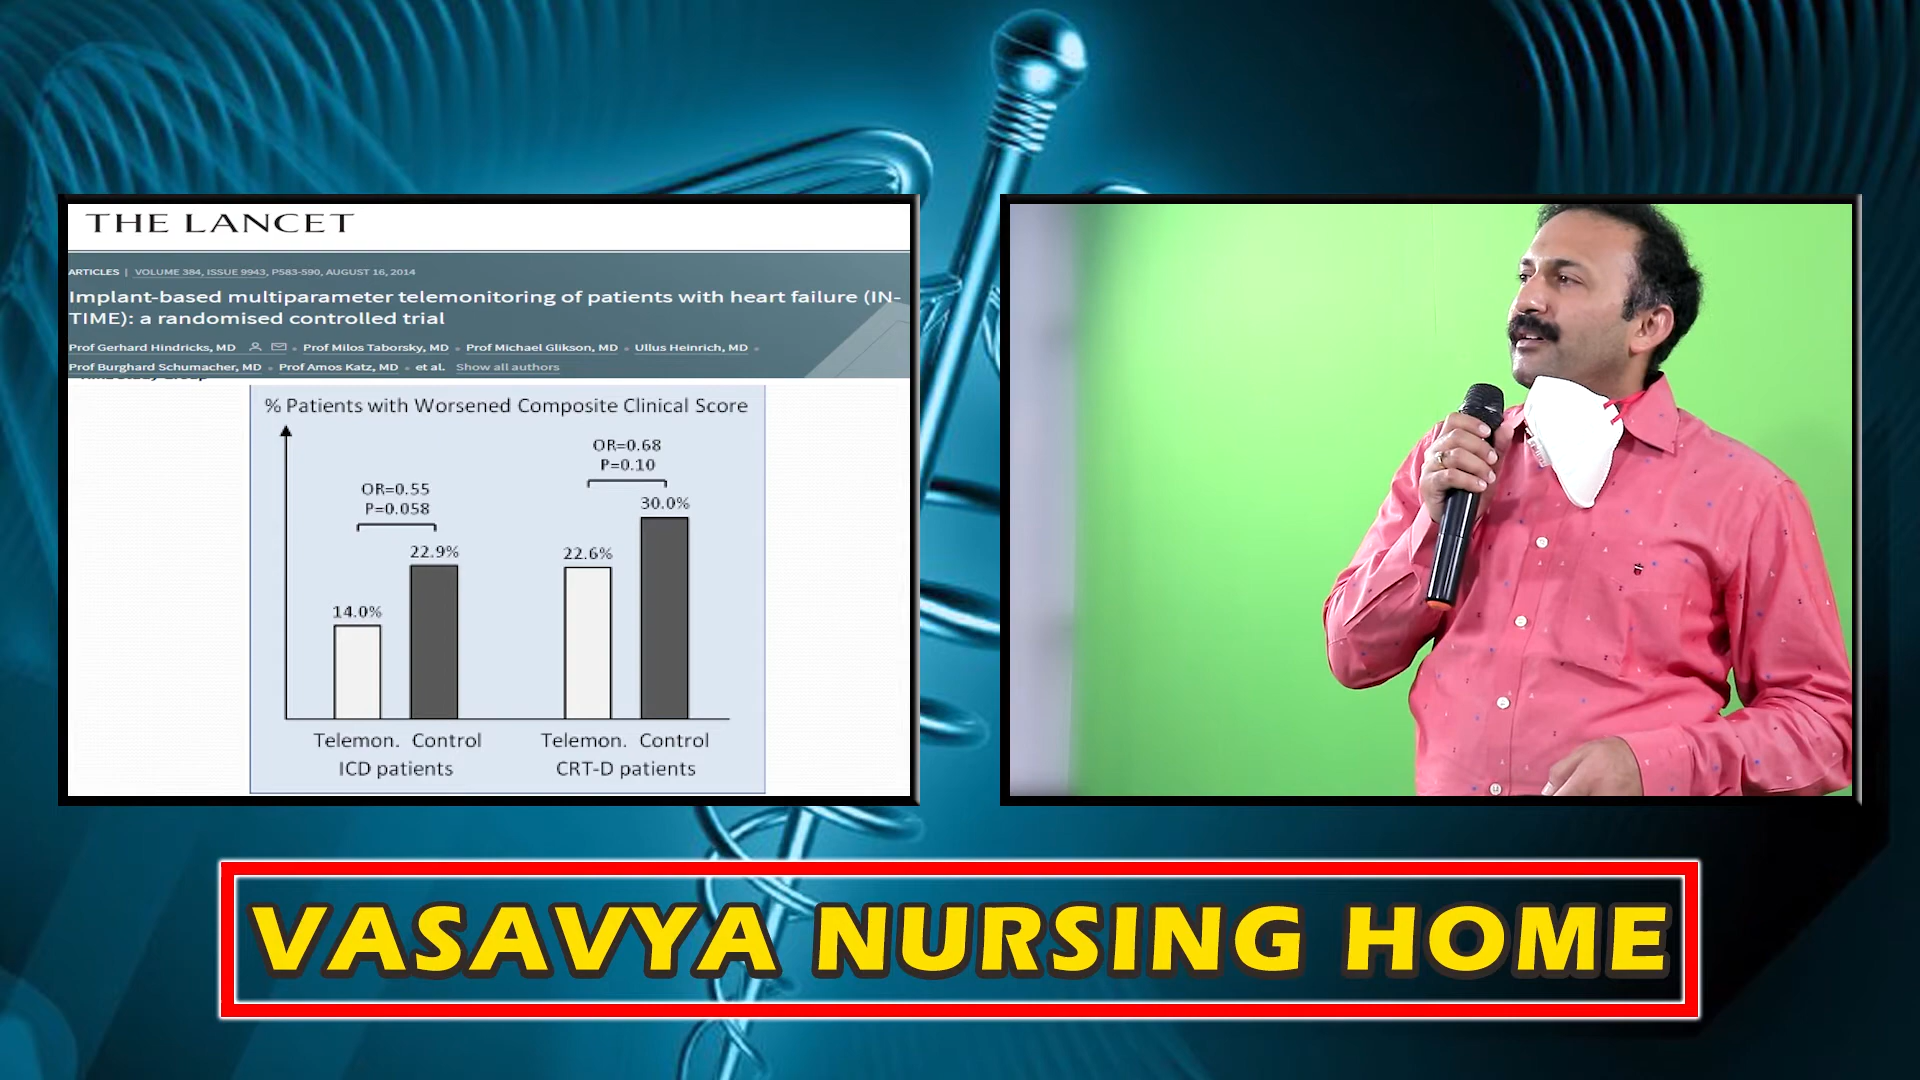 THE LANCET
ARTICLES | VOLUME 384, ISSUE 9943, P583-590, AUGUST 16, 2014
Implant-based multiparameter telemonitoring of patients with heart failure (IN-
TIME): a randomised controlled trial
Prof Gerhard Hindricks, MD • Prof Milos Taborsky, MD • Prof Michael Glikson, MD • Ullus Heinrich, MD •
Prof Burghard Schumacher, MD • Prof Amos Katz, MD • et al. Show all authors
% Patients with Worsened Composite Clinical Score
OR=0.68
P=0.10
OR=0.55
P=0.058
30.0%
22.9%
22.6%
14.0%
Telemon. Control Telemon. Control
ICD patients CRT-D patients
VASAVYA NURSING HOME